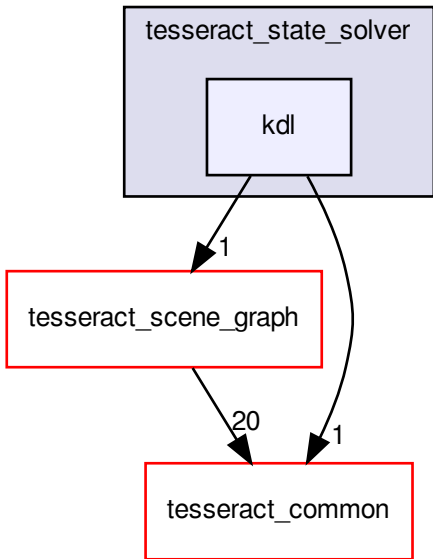 tesseract_state_solver
kdl
1
tesseract_scene_graph
20
1
tesseract_common